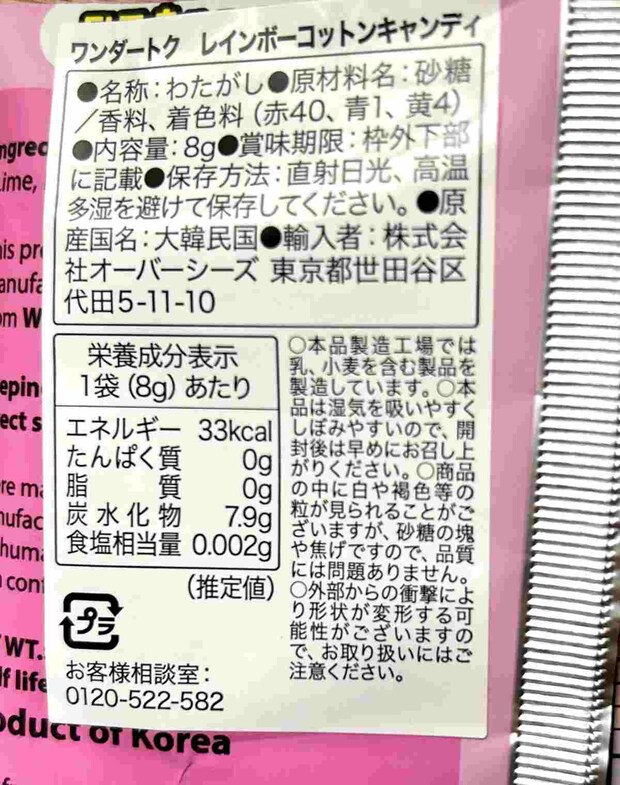 ワンダートク レインボーコットンキャンディ
●名称:わたがし●原材料名:砂糖
/香料、着色料(赤40、青1、黄4)
●内容量:8g●賞味期限:枠外下部
に記載●保存方法:直射日光、高温
多湿を避けて保存してください。●原
産国名:大韓民国●輸入者:株式会
社オーバーシーズ 東京都世田谷区
代田5-11-10
栄養成分表示
1袋(8g)あたり
エネルギー 33kcal
たんぱく質 0g
脂質 0g
炭水化物 7.9g
食塩相当量 0.002g
(推定値)
プラ
お客様相談室:
0120-522-582
○本品製造工場では
乳、小麦を含む製品を
製造しています。○本
品は湿気を吸いやすく
しぼみやすいので、開
封後は早めにお召し上
がりください。○商品
の中に白や褐色等の
粒が見られることがご
ざいますが、砂糖の塊
や焦げですので、品質
には問題ありません。
○外部からの衝撃によ
り形状が変形する可
能性がございますの
で、お取り扱いにはご
注意ください。
WT.
life
of Korea